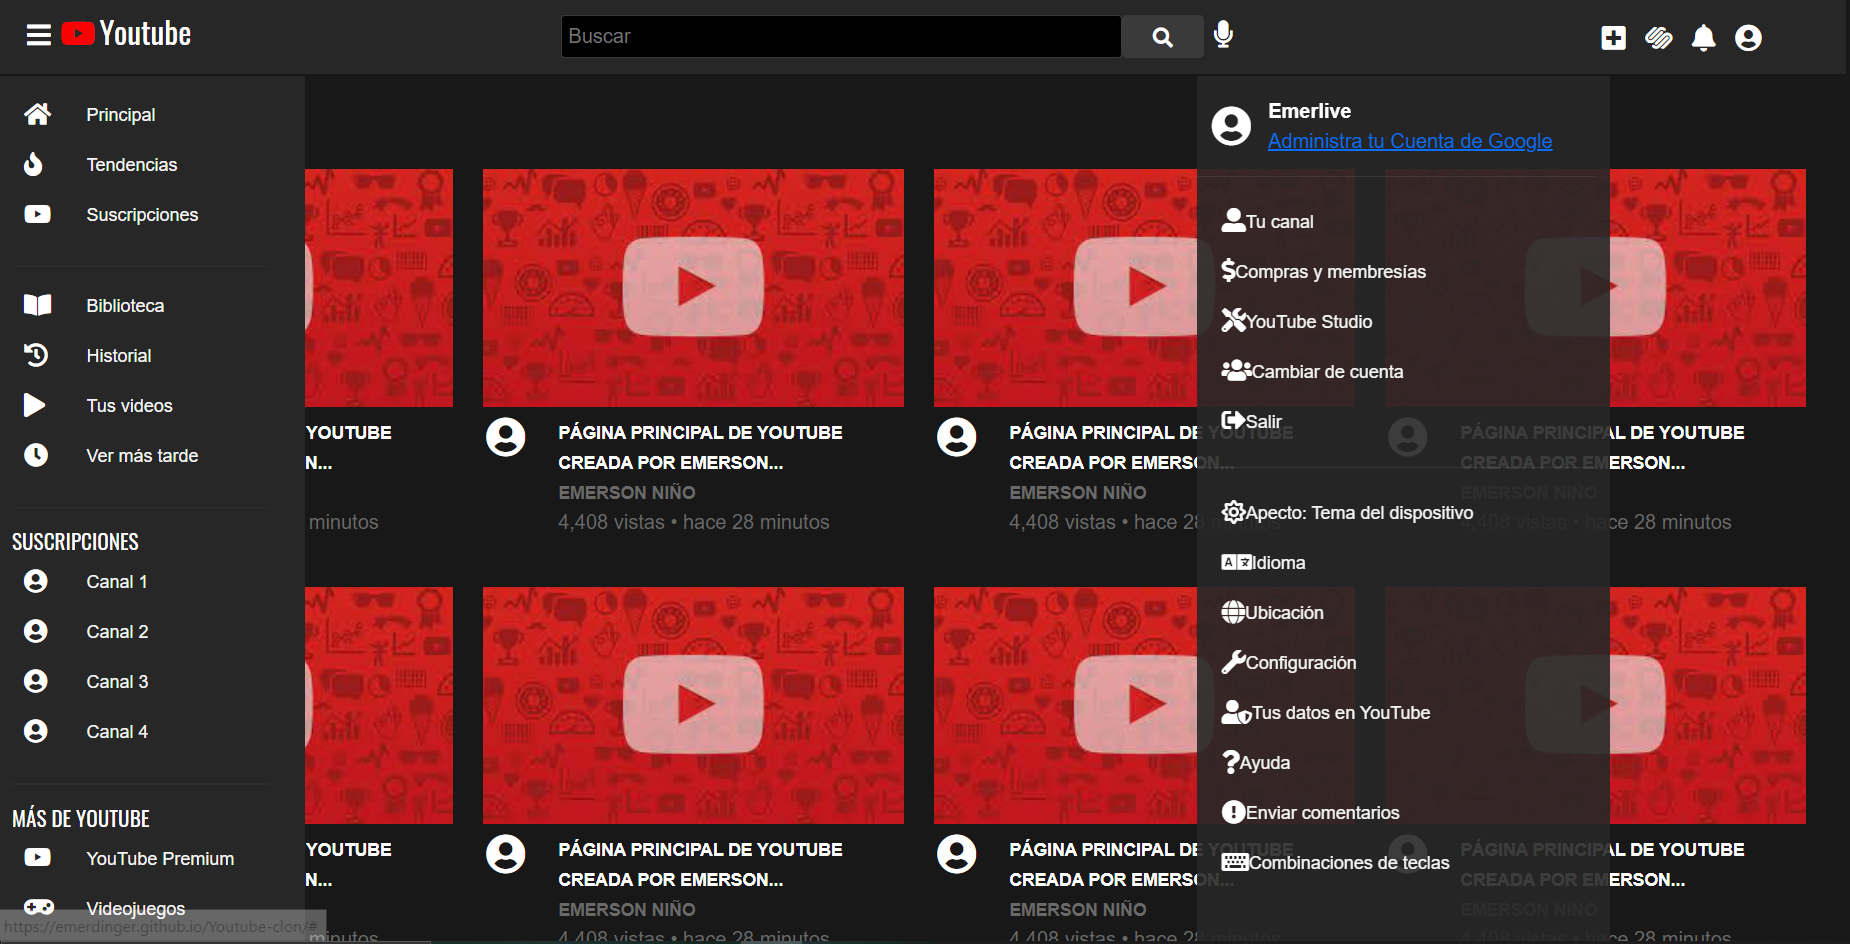 Youtube
Buscar
Principal
Tendencias
Suscripciones
Biblioteca
Historial
Tus videos
Ver más tarde
SUSCRIPCIONES
Canal 1
Canal 2
Canal 3
Canal 4
MÁS DE YOUTUBE
YouTube Premium
Videojuegos
https://emerdinger.github.io/Youtube-clon/#
YOUTUBE
N...
minutos
PÁGINA PRINCIPAL DE YOUTUBE
CREADA POR EMERSON...
EMERSON NIÑO
4,408 vistas • hace 28 minutos
PÁGINA PRINCIPAL DE YOUTUBE
CREADA POR EMERSON...
EMERSON NIÑO
4,408 vistas • hace 28 minutos
PÁGINA PRINCIPAL DE YOUTUBE
CREADA POR EMERSON...
EMERSON NIÑO
4,408 vistas • hace 28 minutos
YOUTUBE
N...
minutos
PÁGINA PRINCIPAL DE YOUTUBE
CREADA POR EMERSON...
EMERSON NIÑO
4,408 vistas • hace 28 minutos
PÁGINA PRINCIPAL DE YOUTUBE
CREADA POR EMERSON...
EMERSON NIÑO
4,408 vistas • hace 28 minutos
PÁGINA PRINCIPAL DE YOUTUBE
CREADA POR EMERSON...
EMERSON NIÑO
4,408 vistas • hace 28 minutos
Emerlive
Administra tu Cuenta de Google
Tu canal
Compras y membresías
YouTube Studio
Cambiar de cuenta
Salir
Apecto: Tema del dispositivo
Idioma
Ubicación
Configuración
Tus datos en YouTube
Ayuda
Enviar comentarios
Combinaciones de teclas